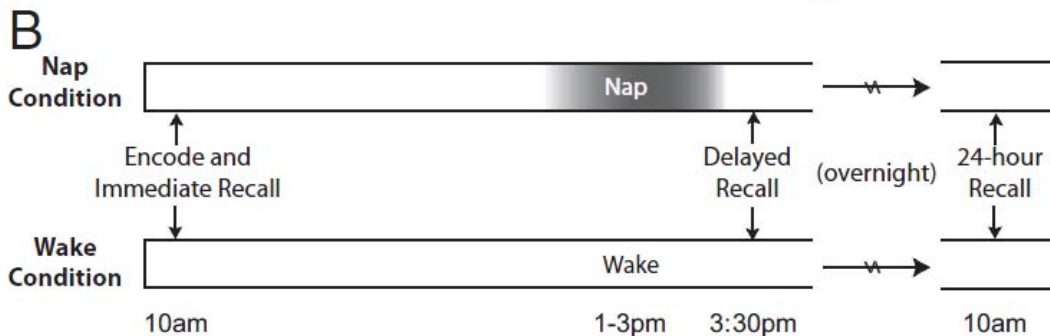 B
Nap
Condition
Nap
Encode and
Immediate Recall
Delayed
Recall
(overnight)
24-hour
Recall
Wake
Condition
Wake
10am
1-3pm
3:30pm
10am